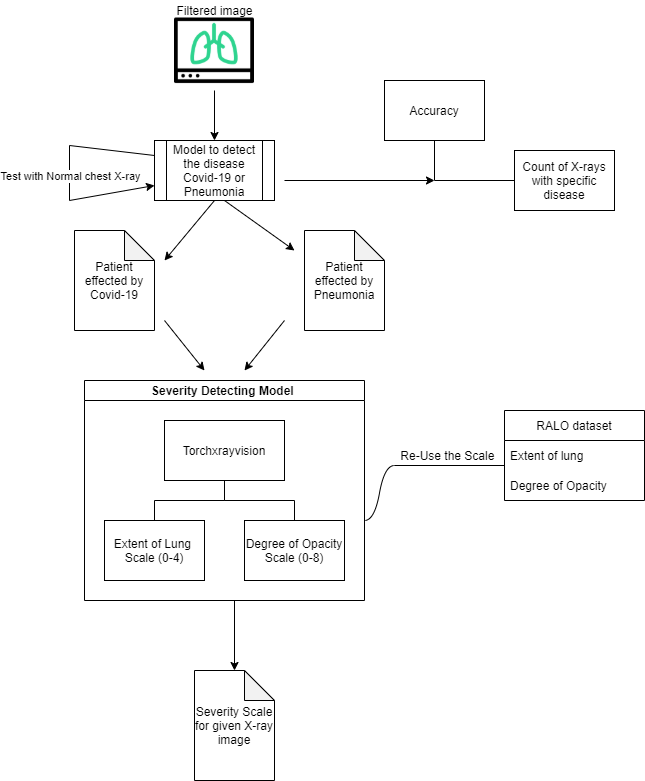 Filtered image
Accuracy
Model to detect
the disease
Covid-19 or
Pneumonia
Test with Normal chest X-ray
Count of X-rays
with specific
disease
Patient
effected by
Covid-19
Patient
effected by
Pneumonia
Severity Detecting Model
Torchxrayvision
Extent of Lung
Scale (0-4)
Degree of Opacity
Scale (0-8)
Re-Use the Scale
RALO dataset
Extent of lung
Degree of Opacity
Severity Scale
for given X-ray
image